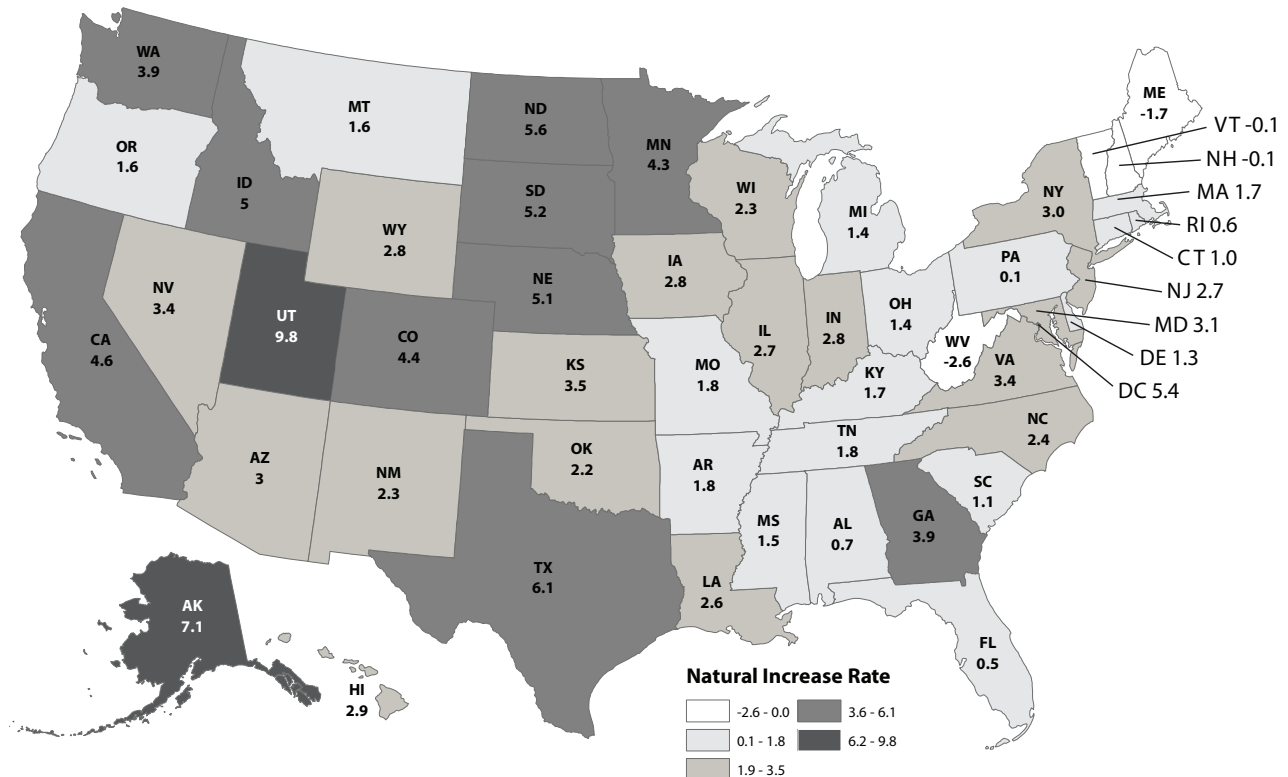 WA
3.9
MT
1.6
ND
5.6
MN
4.3
ME
-1.7
VT -0.1
NH -0.1
MA 1.7
RI 0.6
CT 1.0
NJ 2.7
MD 3.1
DE 1.3
DC 5.4
OR
1.6
ID
5
SD
5.2
WI
2.3
MI
1.4
NY
3.0
WY
2.8
IA
2.8
PA
0.1
NE
5.1
NV
3.4
UT
9.8
CO
4.4
IL
2.7
IN
2.8
OH
1.4
WV
-2.6
VA
3.4
CA
4.6
KS
3.5
MO
1.8
KY
1.7
NC
2.4
TN
1.8
AZ
3
NM
2.3
OK
2.2
AR
1.8
SC
1.1
MS
1.5
AL
0.7
GA
3.9
TX
6.1
LA
2.6
FL
0.5
AK
7.1
HI
2.9
Natural Increase Rate
-2.6 - 0.0
0.1 - 1.8
1.9 - 3.5
3.6 - 6.1
6.2 - 9.8